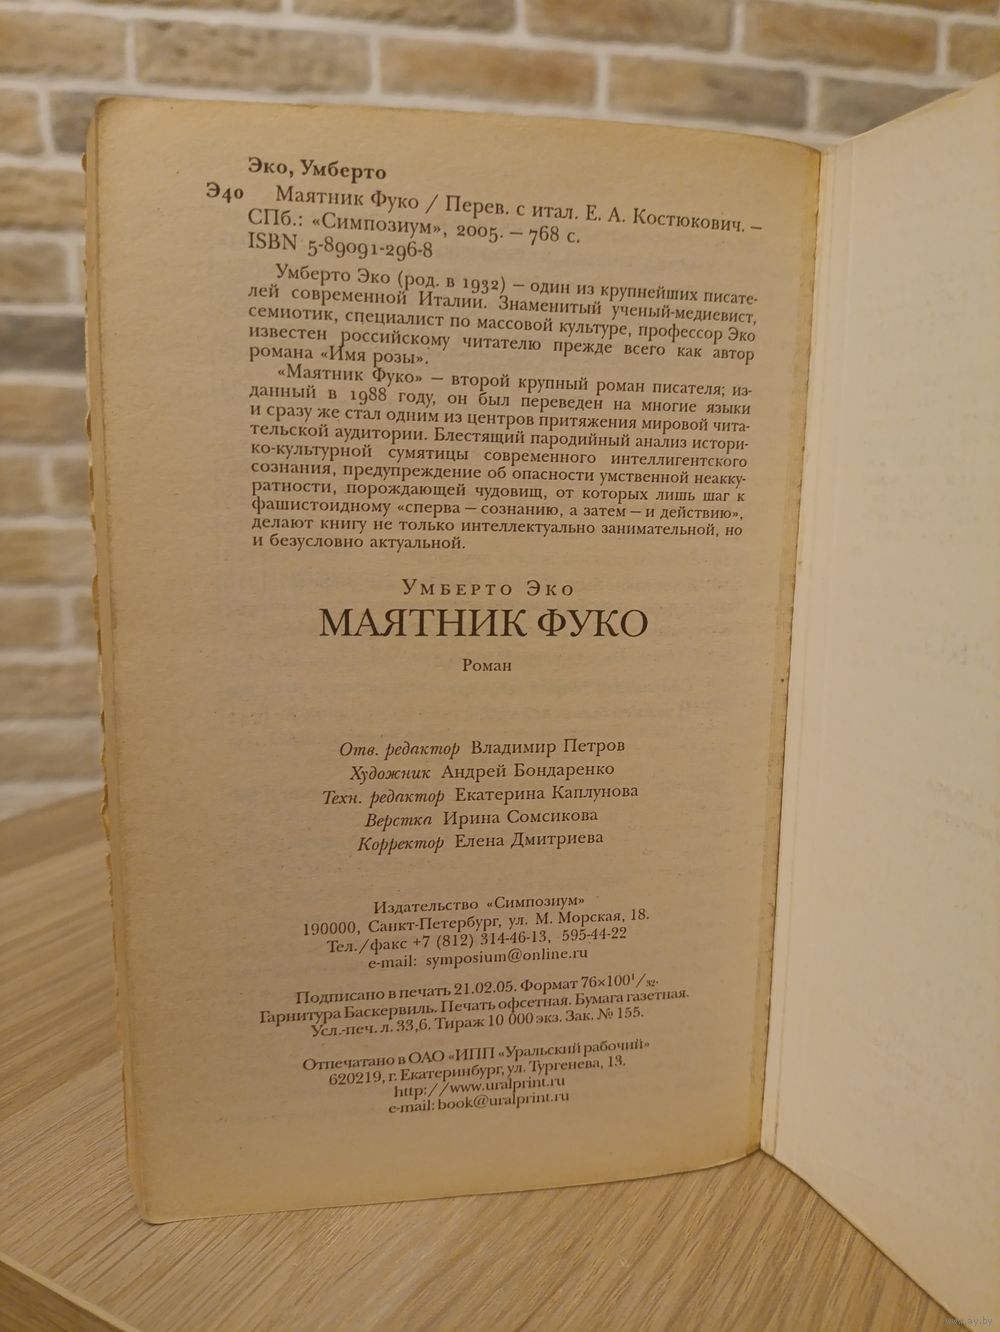 Эко, Умберто
Э40 Маятник Фуко / Перев. с итал. Е. А. Костюкович. —
СПб.: «Симпозиум», 2005. — 768 с.
ISBN 5-89091-296-8
Умберто Эко (род. в 1932) — один из крупнейших писате-
лей современной Италии. Знаменитый ученый-медиевист,
семиотик, специалист по массовой культуре, профессор Эко
известен российскому читателю прежде всего как автор
романа «Имя розы».
«Маятник Фуко» — второй крупный роман писателя; из-
данный в 1988 году, он был переведен на многие языки
и сразу же стал одним из центров притяжения мировой чита-
тельской аудитории. Блестящий пародийный анализ истори-
ко-культурной сумятицы современного интеллигентского
сознания, предупреждение об опасности умственной неакку-
ратности, порождающей чудовищ, от которых лишь шаг к
фашистоидному «сперва — сознанию, а затем — и действию»,
делают книгу не только интеллектуально занимательной, но
и безусловно актуальной.
Умберто Эко
МАЯТНИК ФУКО
Роман
Отв. редактор Владимир Петров
Художник Андрей Бондаренко
Техн. редактор Екатерина Каплунова
Верстка Ирина Сомсикова
Корректор Елена Дмитриева
Издательство «Симпозиум»
190000, Санкт-Петербург, ул. М. Морская, 18.
Тел./факс +7 (812) 314-46-13, 595-44-22
e-mail: symposium@online.ru
Подписано в печать 21.02.05. Формат 76×100¹/₃₂.
Гарнитура Баскервиль. Печать офсетная. Бумага газетная.
Усл.-печ. л. 33,6. Тираж 10 000 экз. Зак. № 155.
Отпечатано в ОАО «ИПП «Уральский рабочий»
620219, г. Екатеринбург, ул. Тургенева, 13.
http://www.uralprint.ru
e-mail: book@uralprint.ru
www.ay.by